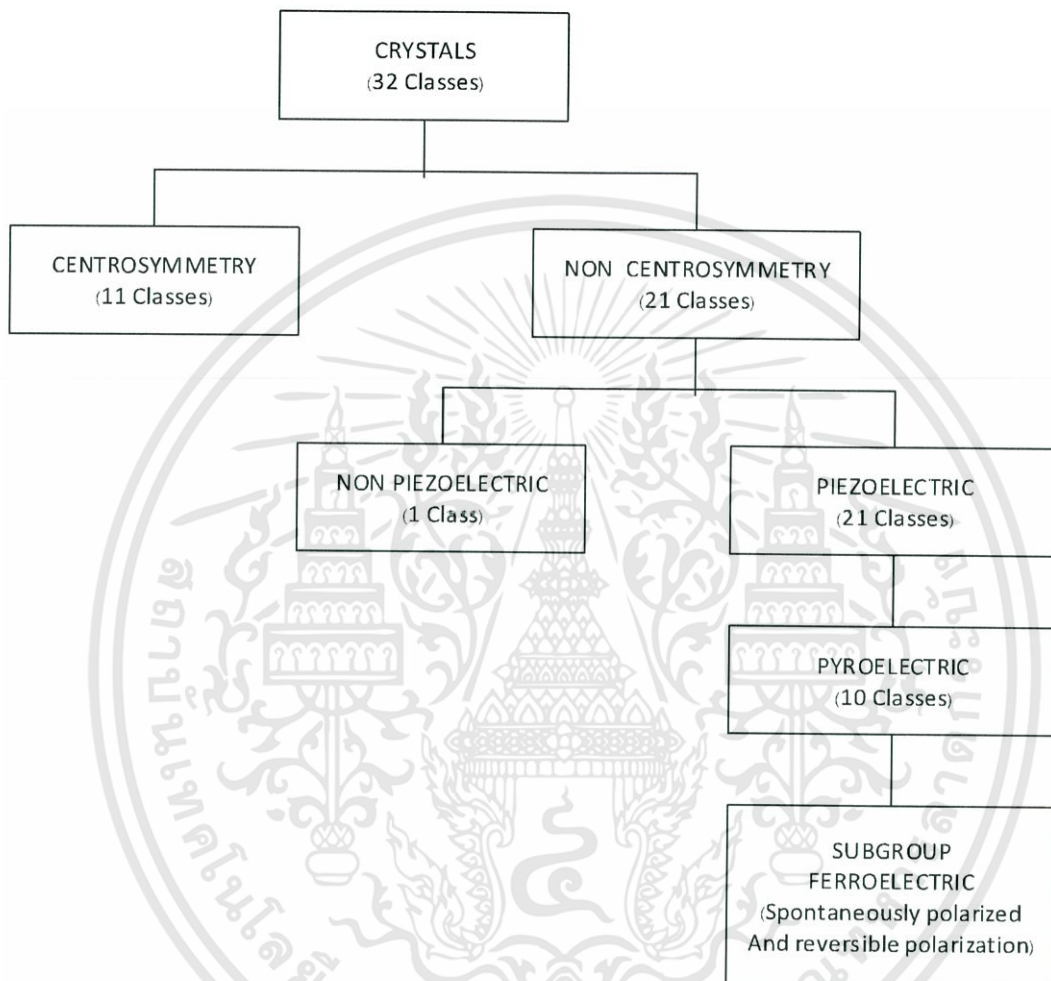 CRYSTALS
(32 Classes)
CENTROSYMMETRY
(11 Classes)
NON CENTROSYMMETRY
(21 Classes)
NON PIEZOELECTRIC
(1 Class)
PIEZOELECTRIC
(21 Classes)
PYROELECTRIC
(10 Classes)
SUBGROUP
FERROELECTRIC
(Spontaneously polarized
And reversible polarization)